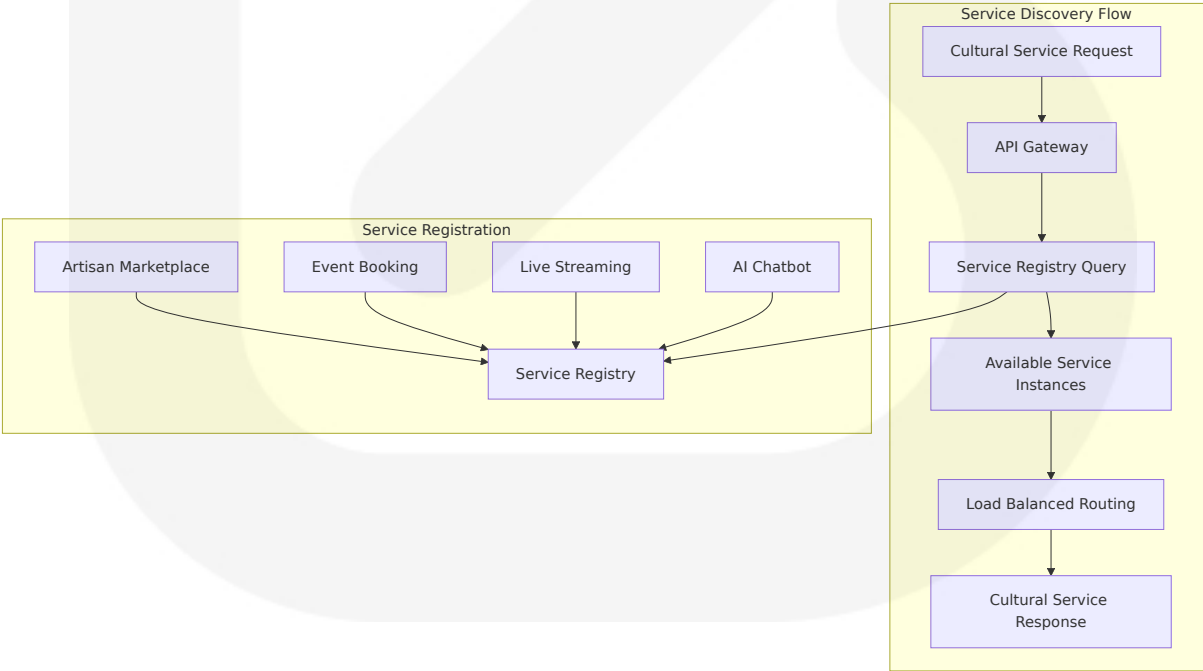 Service Discovery Flow
Cultural Service Request
API Gateway
Service Registration
Artisan Marketplace
Event Booking
Live Streaming
AI Chatbot
Service Registry Query
Service Registry
Available Service
Instances
Load Balanced Routing
Cultural Service
Response